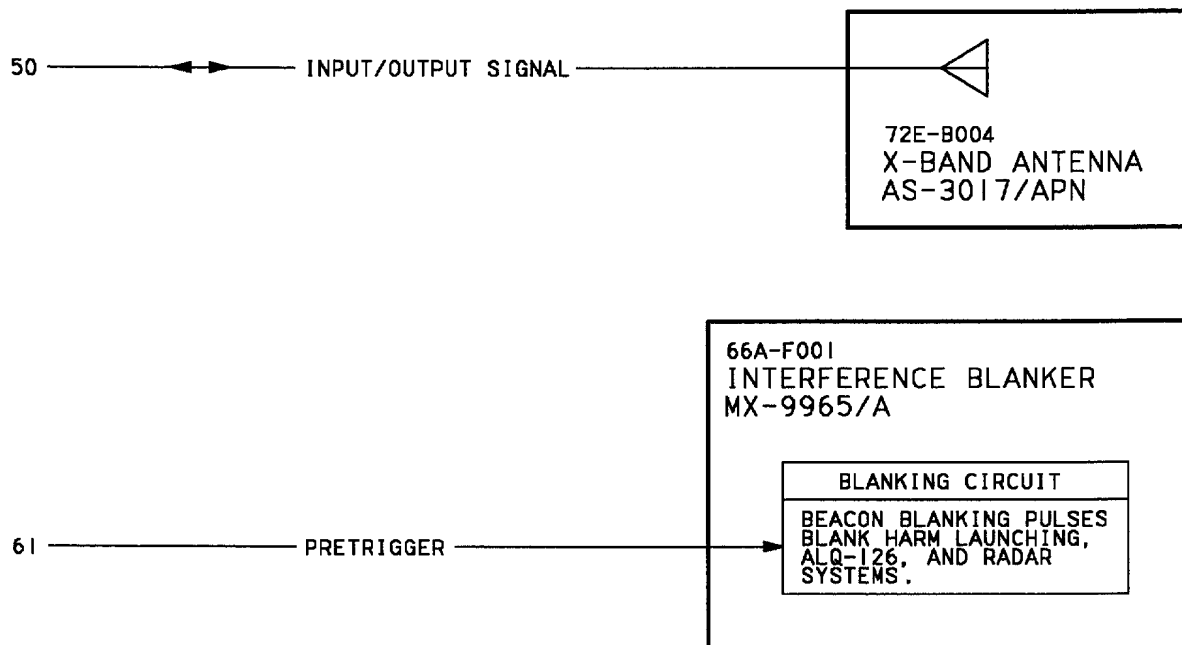 50 INPUT/OUTPUT SIGNAL
72E-B004
X-BAND ANTENNA
AS-3017/APN
66A-F001
INTERFERENCE BLANKER
MX-9965/A
BLANKING CIRCUIT
61 PRETRIGGER
BEACON BLANKING PULSES
BLANK HARM LAUNCHING,
ALQ-126, AND RADAR
SYSTEMS.